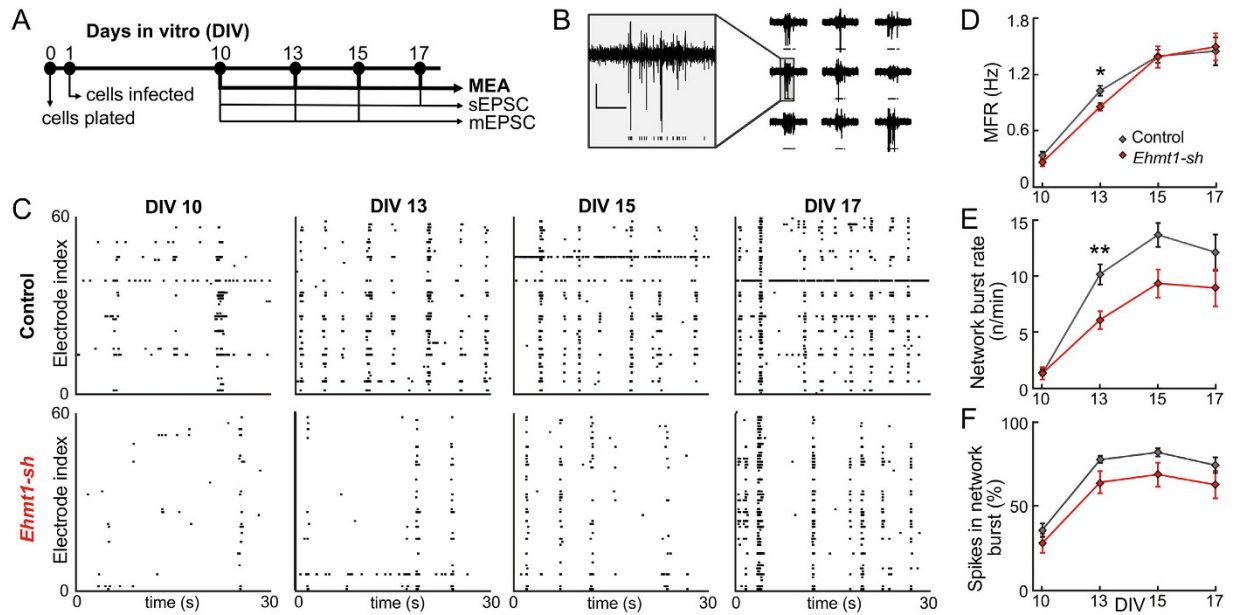 A
Days in vitro (DIV)
0 1 10 13 15 17
MEA
cells infected
sEPSC
cells plated
mEPSC
B
C
DIV 10 DIV 13 DIV 15 DIV 17
60
Control
Electrode index
0
60
Ehmt1-sh
Electrode index
0
0 time (s) 30 time (s) 30 time (s) 30 time (s) 30
D
1.8
1.2
0.6
0
MFR (Hz)
*
Control
Ehmt1-sh
10 13 15 17
E
15
10
5
0
Network burst rate
(n/min)
**
10 13 15 17
F
100
50
0
Spikes in network
burst (%)
10 13 15 17
DIV